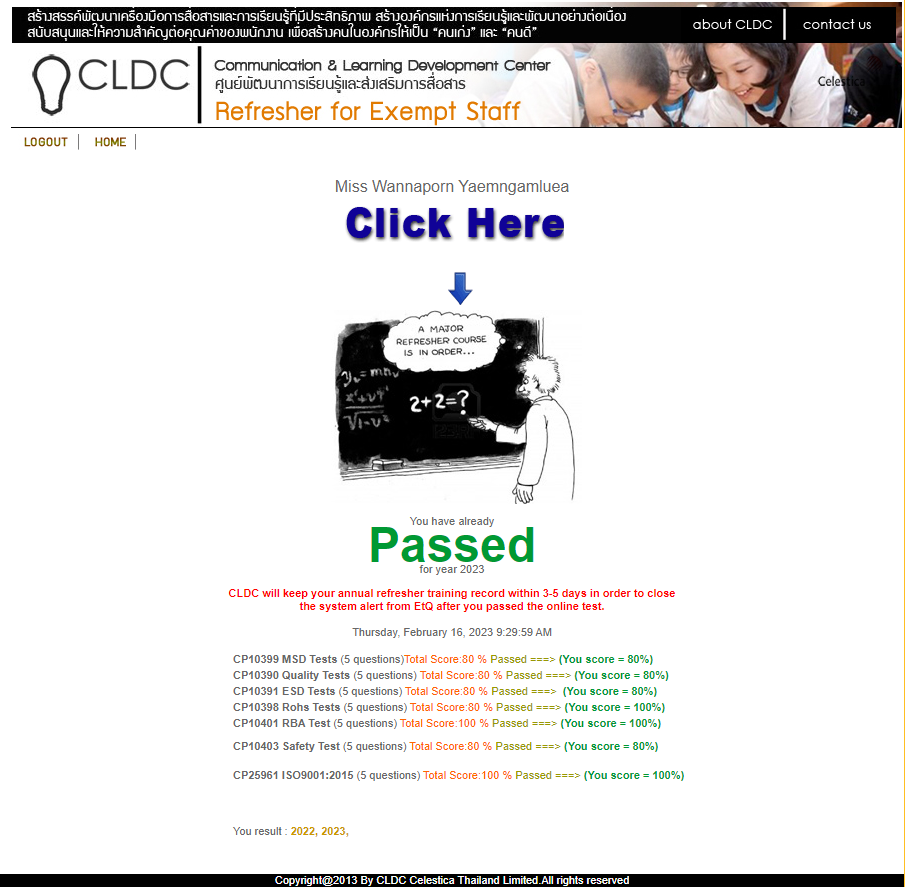 สร้างสรรค์พัฒนาเครื่องมือการสื่อสารและการเรียนรู้ที่มีประสิทธิภาพ สร้างองค์กรแห่งการเรียนรู้และพัฒนาอย่างต่อเนื่อง
สนับสนุนและให้ความสำคัญต่อคุณค่าของพนักงาน เพื่อสร้างคนในองค์กรให้เป็น “คนเก่ง” และ “คนดี”
about CLDC
contact us
CLDC
Communication & Learning Development Center
ศูนย์พัฒนาการเรียนรู้และส่งเสริมการสื่อสาร
Refresher for Exempt Staff
Celestica
LOGOUT
HOME
Miss Wannaporn Yaemngamluea
Click Here
A MAJOR
REFRESHER COURSE
IS IN ORDER...
2+2=?
You have already
Passed
for year 2023
CLDC will keep your annual refresher training record within 3-5 days in order to close
the system alert from EtQ after you passed the online test.
Thursday, February 16, 2023 9:29:59 AM
CP10399 MSD Tests (5 questions)Total Score:80 % Passed ===> (You score = 80%)
CP10390 Quality Tests (5 questions) Total Score:80 % Passed ===> (You score = 80%)
CP10391 ESD Tests (5 questions) Total Score:80 % Passed ===> (You score = 80%)
CP10398 Rohs Tests (5 questions) Total Score:80 % Passed ===> (You score = 100%)
CP10401 RBA Test (5 questions) Total Score:100 % Passed ===> (You score = 100%)
CP10403 Safety Test (5 questions) Total Score:80 % Passed ===> (You score = 80%)
CP25961 ISO9001:2015 (5 questions) Total Score:100 % Passed ===> (You score = 100%)
You result : 2022, 2023,
Copyright@2013 By CLDC Celestica Thailand Limited.All rights reserved